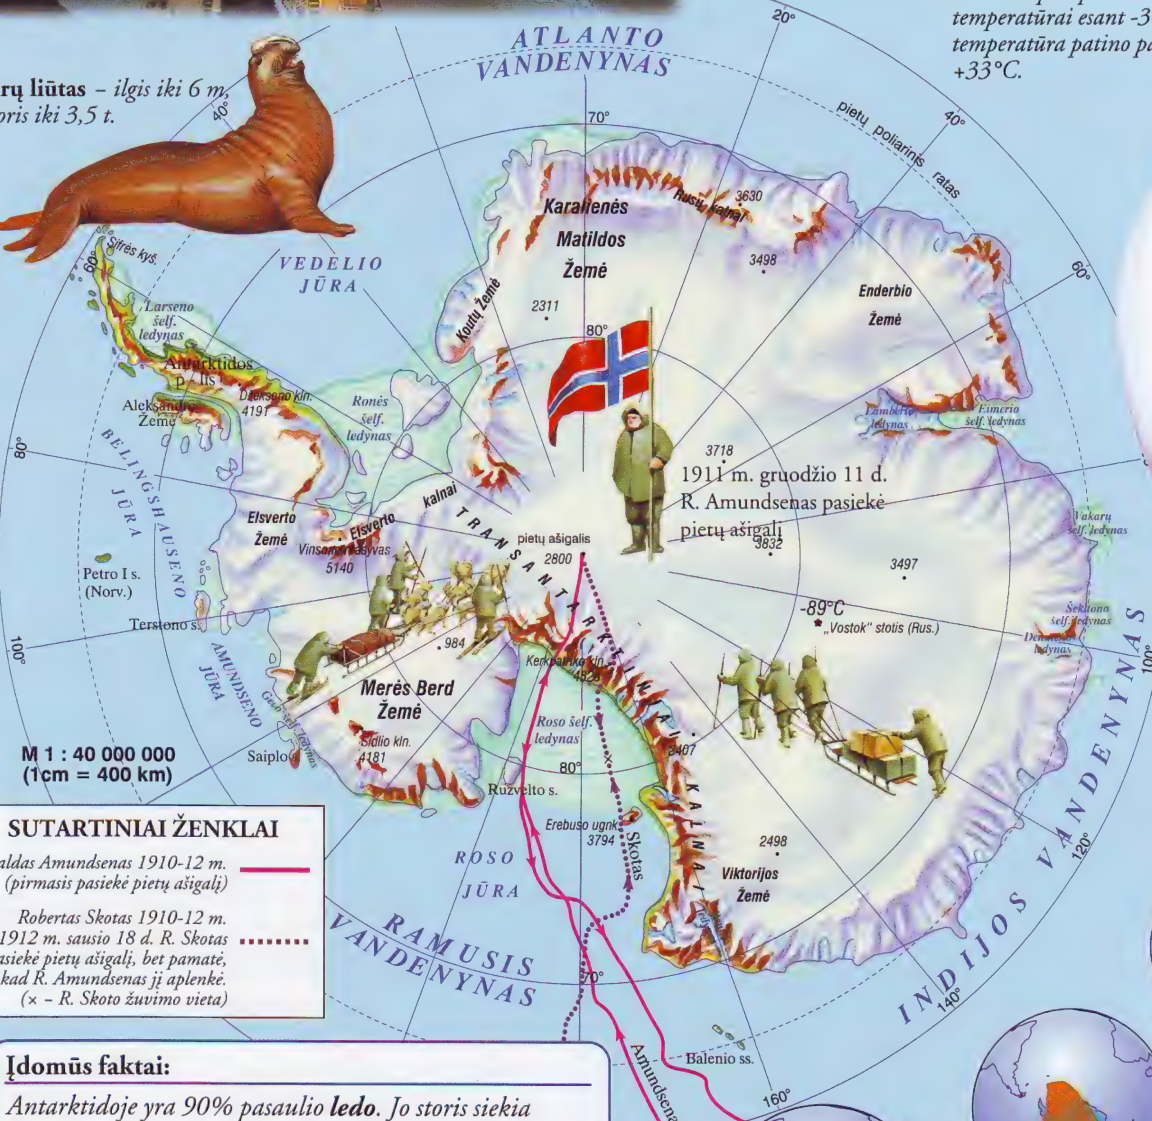 temperatūrai esant -3
temperatūra patino pa
+33°C.
rų liūtas – ilgis iki 6 m,
oris iki 3,5 t.
ATLANTO
VANDENYNAS
20°
40°
70°
pietų poliarinis ratas
40°
60°
Karalienės
Matildos
Žemė
Rusų kalnai
3630
3498
2311
Koutų Žemė
Enderbio
Žemė
VEDELIO
JŪRA
Sifrės kyš.
60°
Larseno
šelf.
ledynas
Antarktidos
p / lis
Džeksono kln.
4191
Aleksandro
Žemė
Ronės
šelf.
ledynas
80°
Lamberto
ledynas
Eimerio
šelf. ledynas
3718
1911 m. gruodžio 11 d.
R. Amundsenas pasiekė
pietų ašigalį
3832
3497
80°
BELINGSHAUSENO
JŪRA
Elsverto
Žemė
Elsverto kalnai
Vinsono masyvas
5140
TRANSANTARKTINIAI KALNAI
pietų ašigalis
2800
Vakarų
šelf. ledynas
Petro I s.
(Norv.)
Terstono s.
-89°C
„Vostok“ stotis (Rus.)
Šekltono
šelf. ledynas
Denmano
ledynas
100°
100°
AMUNDSENO
JŪRA
984
Merės Berd
Žemė
Kerkpatriko kln.
4528
Geco šelf. ledynas
Saiplo
Sidlio kln.
4181
Roso šelf.
ledynas
2407
M 1 : 40 000 000
(1cm = 400 km)
80°
Ruzvelto s.
Erebuso ugnk.
3794
Skotas
2498
Viktorijos
Žemė
120°
INDIJOS VANDENYNAS
SUTARTINIAI ŽENKLAI
aldas Amundsenas 1910-12 m.
(pirmasis pasiekė pietų ašigalį)
Robertas Skotas 1910-12 m.
1912 m. sausio 18 d. R. Skotas
asiekė pietų ašigalį, bet pamatė,
kad R. Amundsenas jį aplenkė.
(× – R. Skoto žuvimo vieta)
ROSO
JŪRA
RAMUSIS
VANDENYNAS
70°
140°
Balenio ss.
Amundsena
160°
Įdomūs faktai:
Antarktidoje yra 90% pasaulio ledo. Jo storis siekia